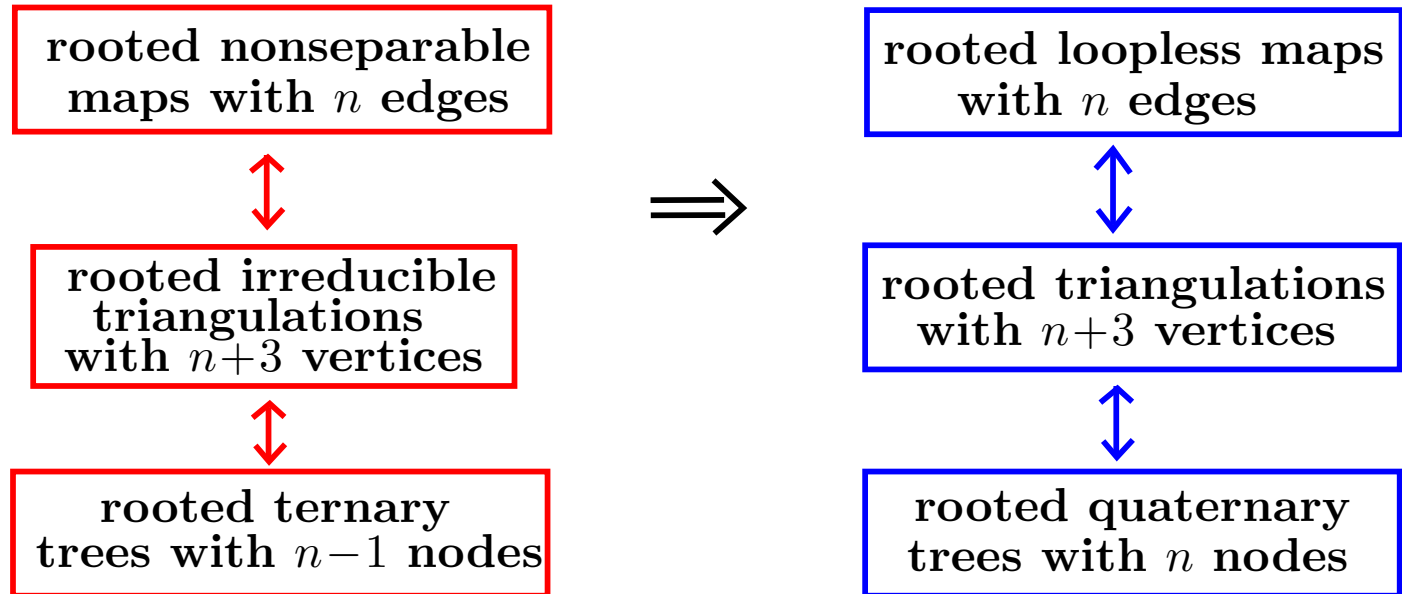 rooted nonseparable
maps with n edges
rooted irreducible
triangulations
with n+3 vertices
rooted ternary
trees with n−1 nodes
rooted loopless maps
with n edges
rooted triangulations
with n+3 vertices
rooted quaternary
trees with n nodes